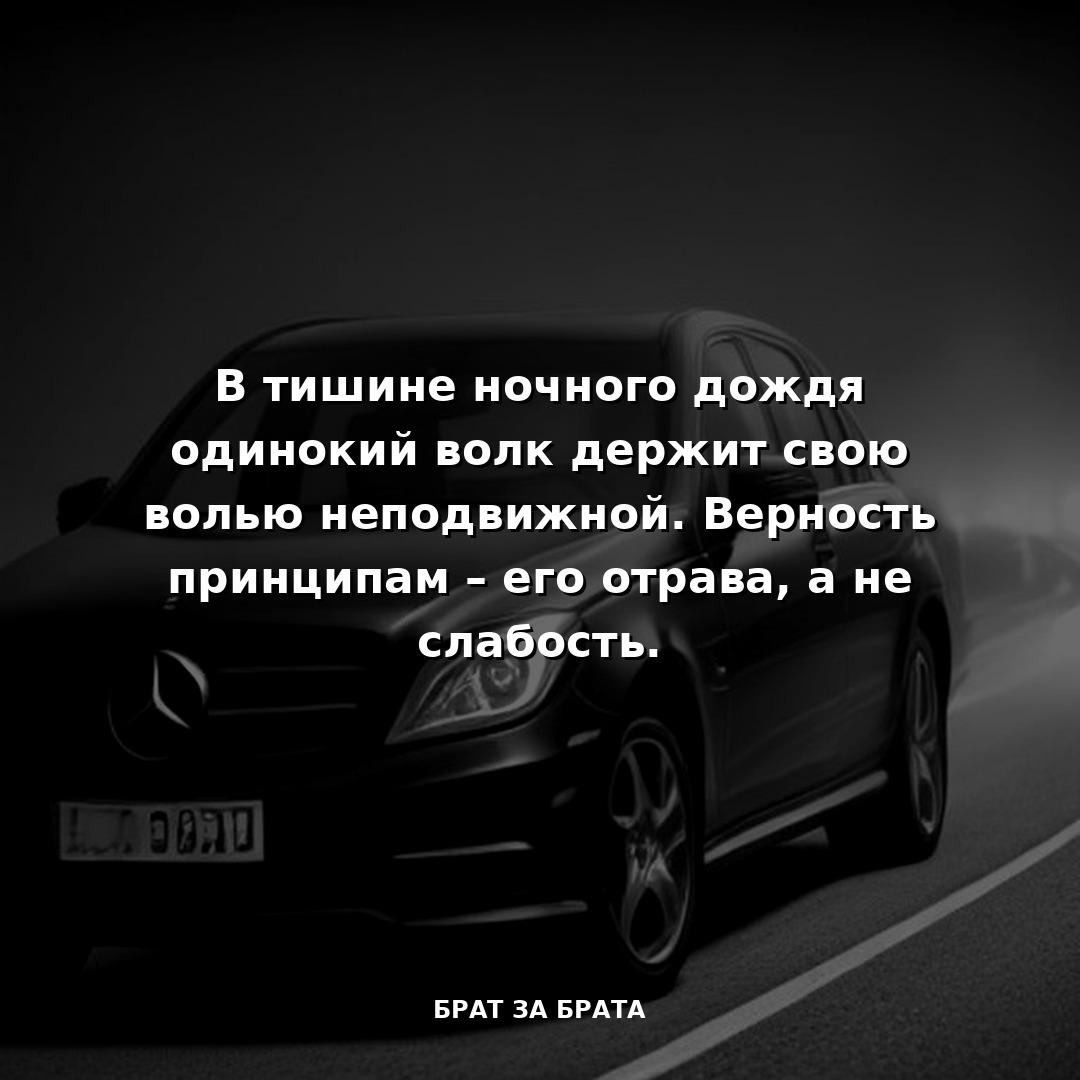 В тишине ночного дождя
одинокий волк держит свою
волью неподвижной. Верность
принципам – его отрава, а не
слабость.
БРАТ ЗА БРАТА